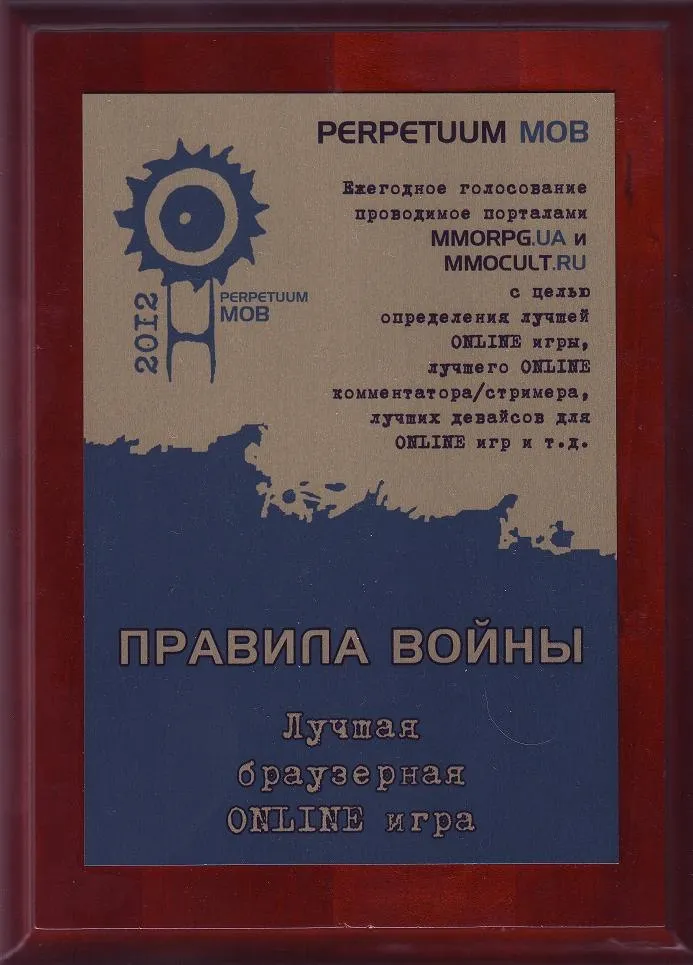 PERPETUUM MOB
Ежегодное голосование
проводимое порталами
MMORPG.UA и
MMOCULT.RU
с целью
определения лучшей
ONLINE игры,
лучшего ONLINE
комментатора/стримера,
лучших девайсов для
ONLINE игр и т.д.
2012
PERPETUUM
MOB
ПРАВИЛА ВОЙНЫ
Лучшая
браузерная
ONLINE игра